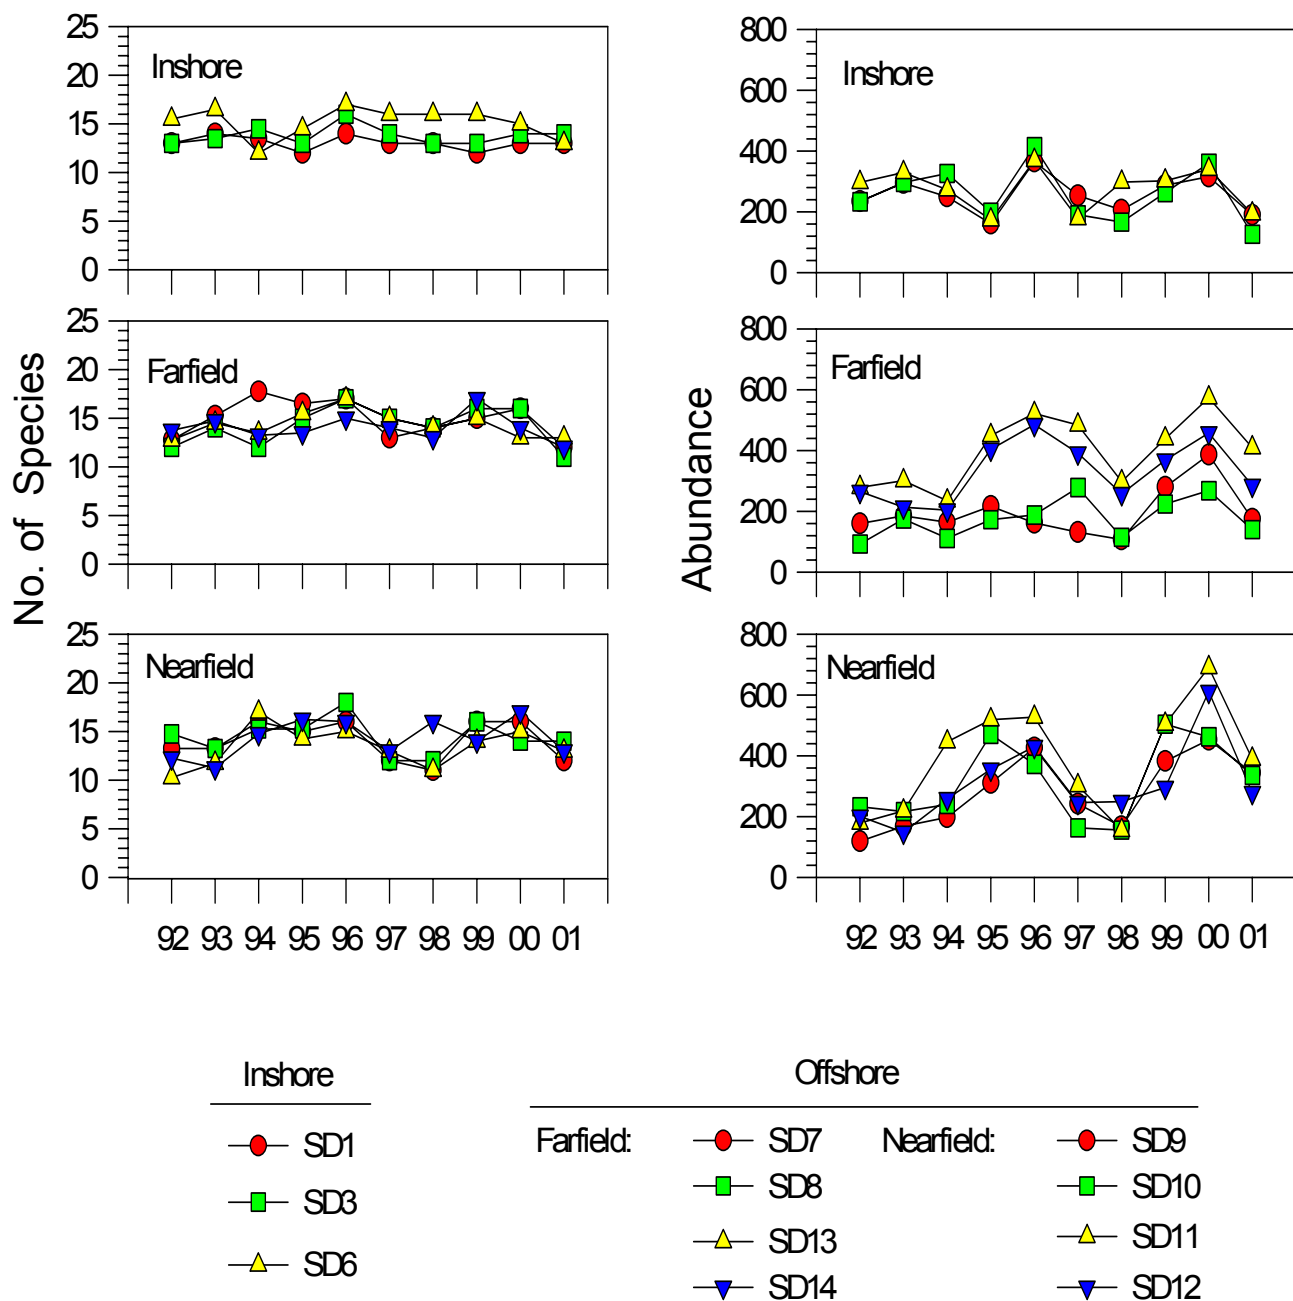 25
20
15
10
5
0
Inshore
25
20
15
10
5
0
Farfield
25
20
15
10
5
0
Nearfield
No. of Species
92 93 94 95 96 97 98 99 00 01
800
600
400
200
0
Inshore
800
600
400
200
0
Farfield
800
600
400
200
0
Nearfield
Abundance
92 93 94 95 96 97 98 99 00 01
Inshore
SD1
SD3
SD6
Offshore
Farfield:
SD7
SD8
SD13
SD14
Nearfield:
SD9
SD10
SD11
SD12